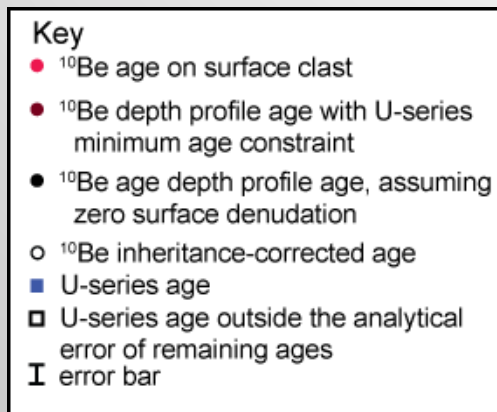 Key
¹⁰Be age on surface clast
¹⁰Be depth profile age with U-series
minimum age constraint
¹⁰Be age depth profile age, assuming
zero surface denudation
¹⁰Be inheritance-corrected age
U-series age
U-series age outside the analytical
error of remaining ages
error bar